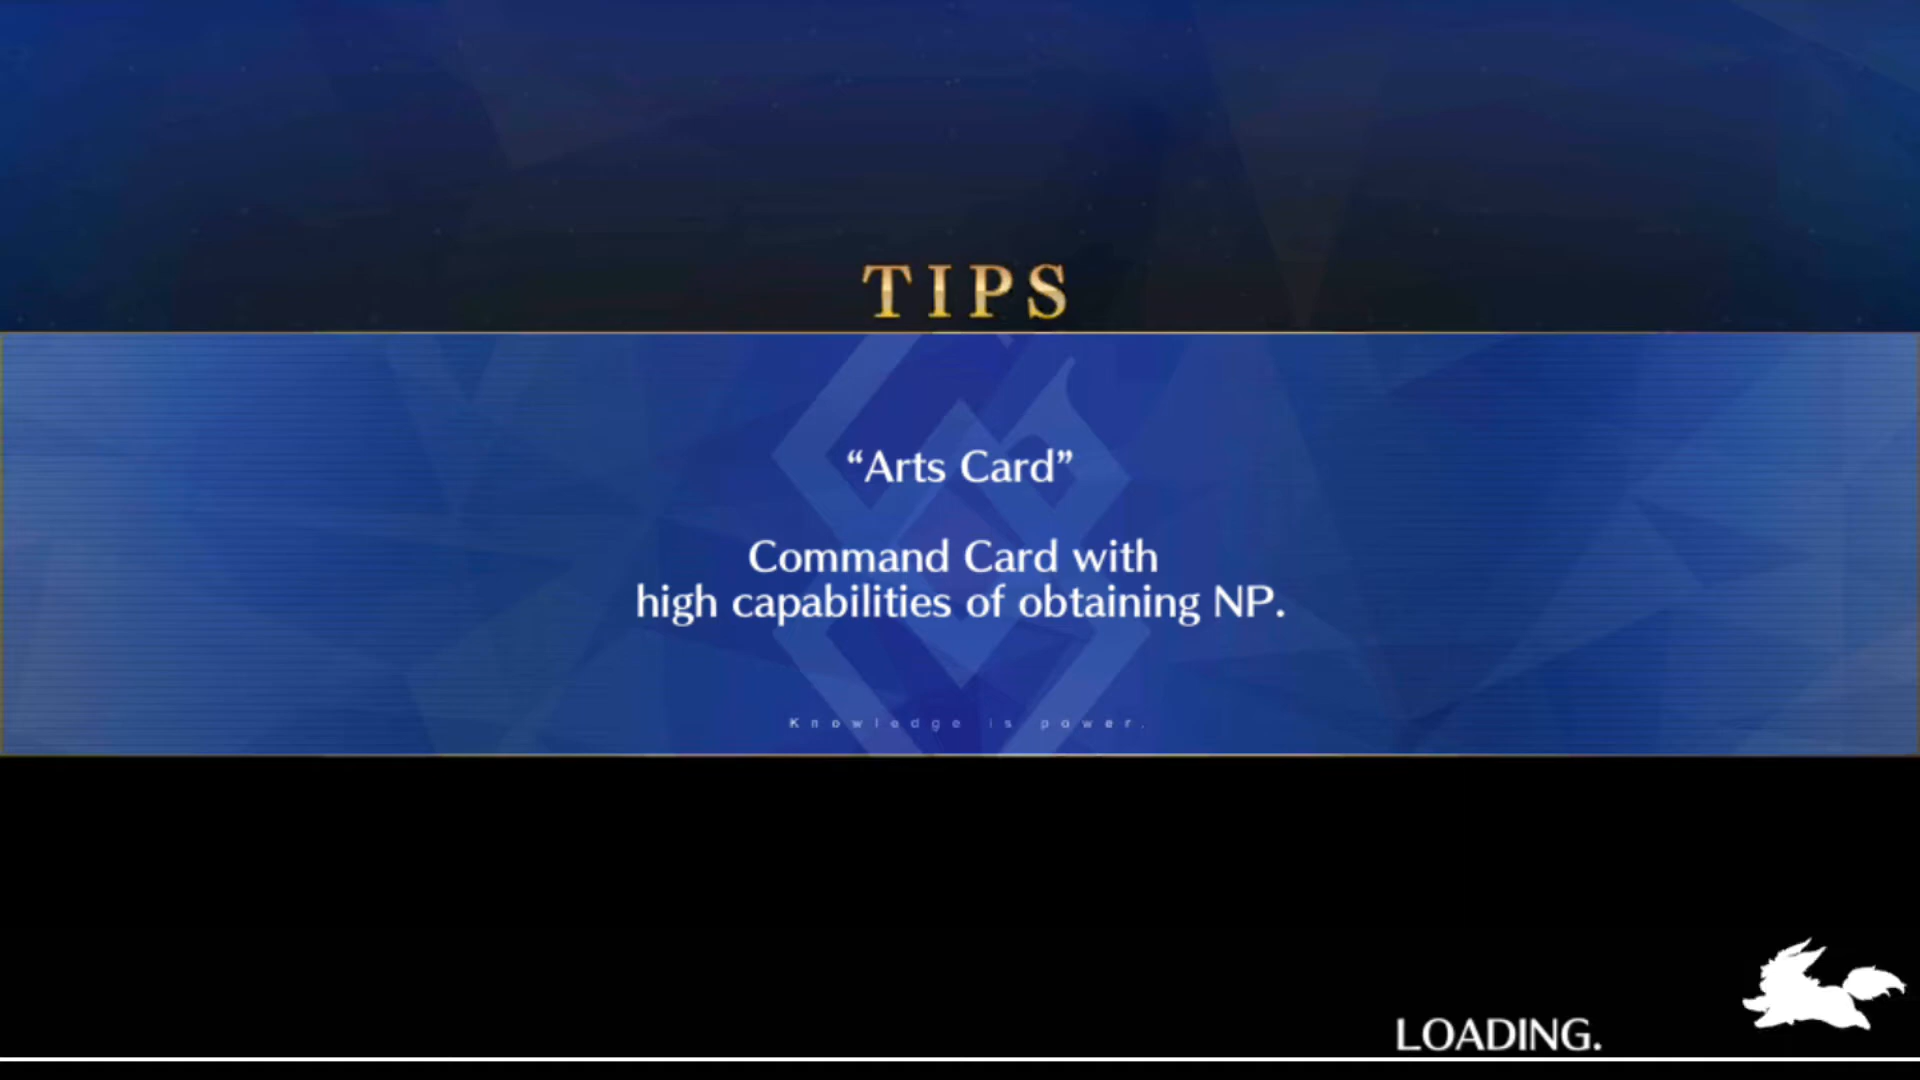 TIPS
“Arts Card”
Command Card with
high capabilities of obtaining NP.
Knowledge is power.
LOADING.